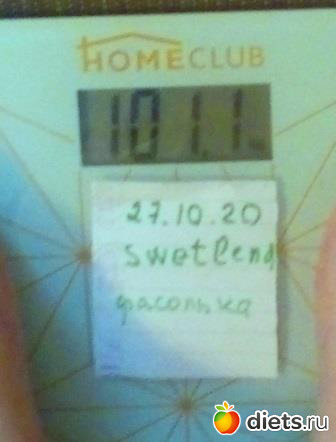 HOMECLUB
101.1
27.10.20
swetlena
фасолька
diets.ru